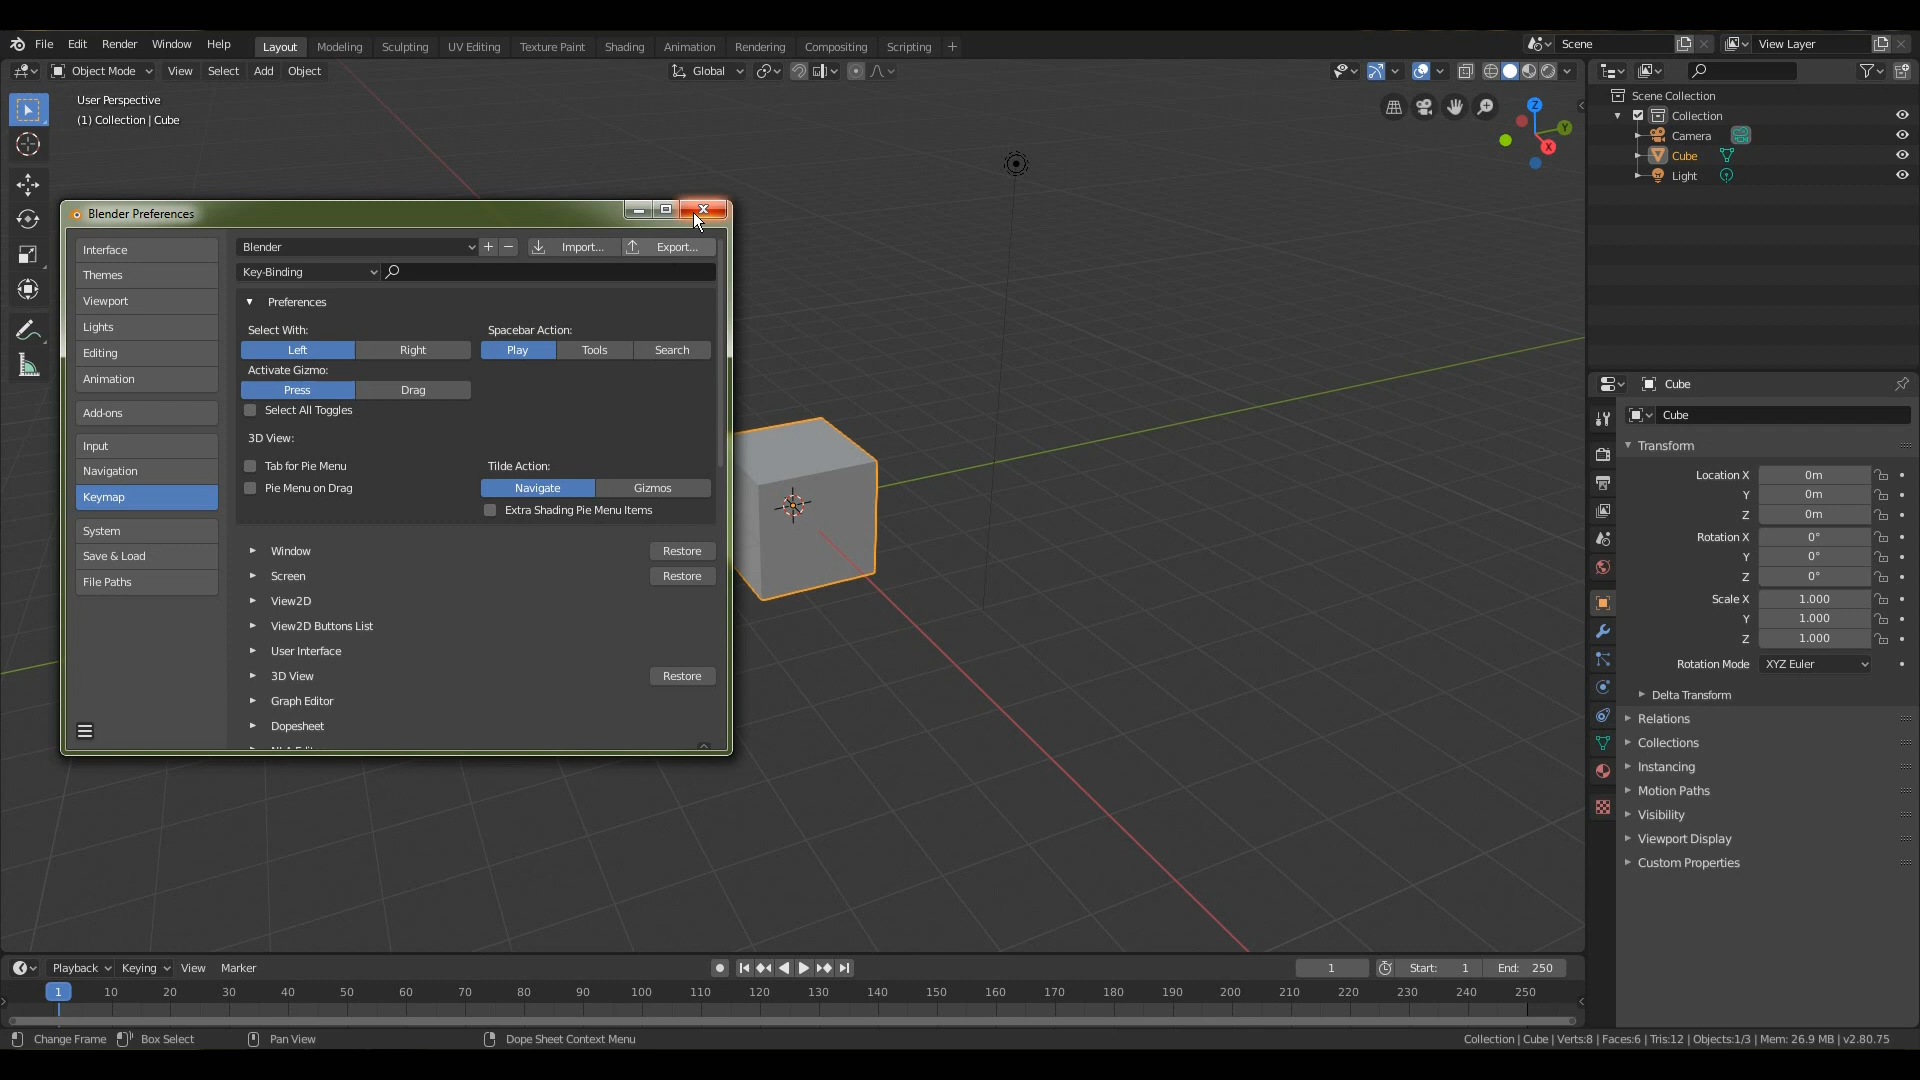 File Edit Render Window Help Layout Modeling Sculpting UV Editing Texture Paint Shading Animation Rendering Compositing Scripting + Scene View Layer
Object Mode View Select Add Object Global
User Perspective
(1) Collection | Cube
Z
Y
X
Scene Collection
Collection
Camera
Cube
Light
Blender Preferences
Interface
Themes
Viewport
Lights
Editing
Animation
Add-ons
Input
Navigation
Keymap
System
Save & Load
File Paths
Blender + − Import... Export...
Key-Binding
Preferences
Select With: Spacebar Action:
Left Right Play Tools Search
Activate Gizmo:
Press Drag
Select All Toggles
3D View:
Tab for Pie Menu Tilde Action:
Pie Menu on Drag Navigate Gizmos
Extra Shading Pie Menu Items
Window Restore
Screen Restore
View2D
View2D Buttons List
User Interface
3D View Restore
Graph Editor
Dopesheet
Cube
Cube
Transform
Location X 0m
Y 0m
Z 0m
Rotation X 0°
Y 0°
Z 0°
Scale X 1.000
Y 1.000
Z 1.000
Rotation Mode XYZ Euler
Delta Transform
Relations
Collections
Instancing
Motion Paths
Visibility
Viewport Display
Custom Properties
Playback Keying View Marker 1 Start: 1 End: 250
1 10 20 30 40 50 60 70 80 90 100 110 120 130 140 150 160 170 180 190 200 210 220 230 240 250
Change Frame Box Select Pan View Dope Sheet Context Menu Collection | Cube | Verts:8 | Faces:6 | Tris:12 | Objects:1/3 | Mem: 26.9 MB | v2.80.75